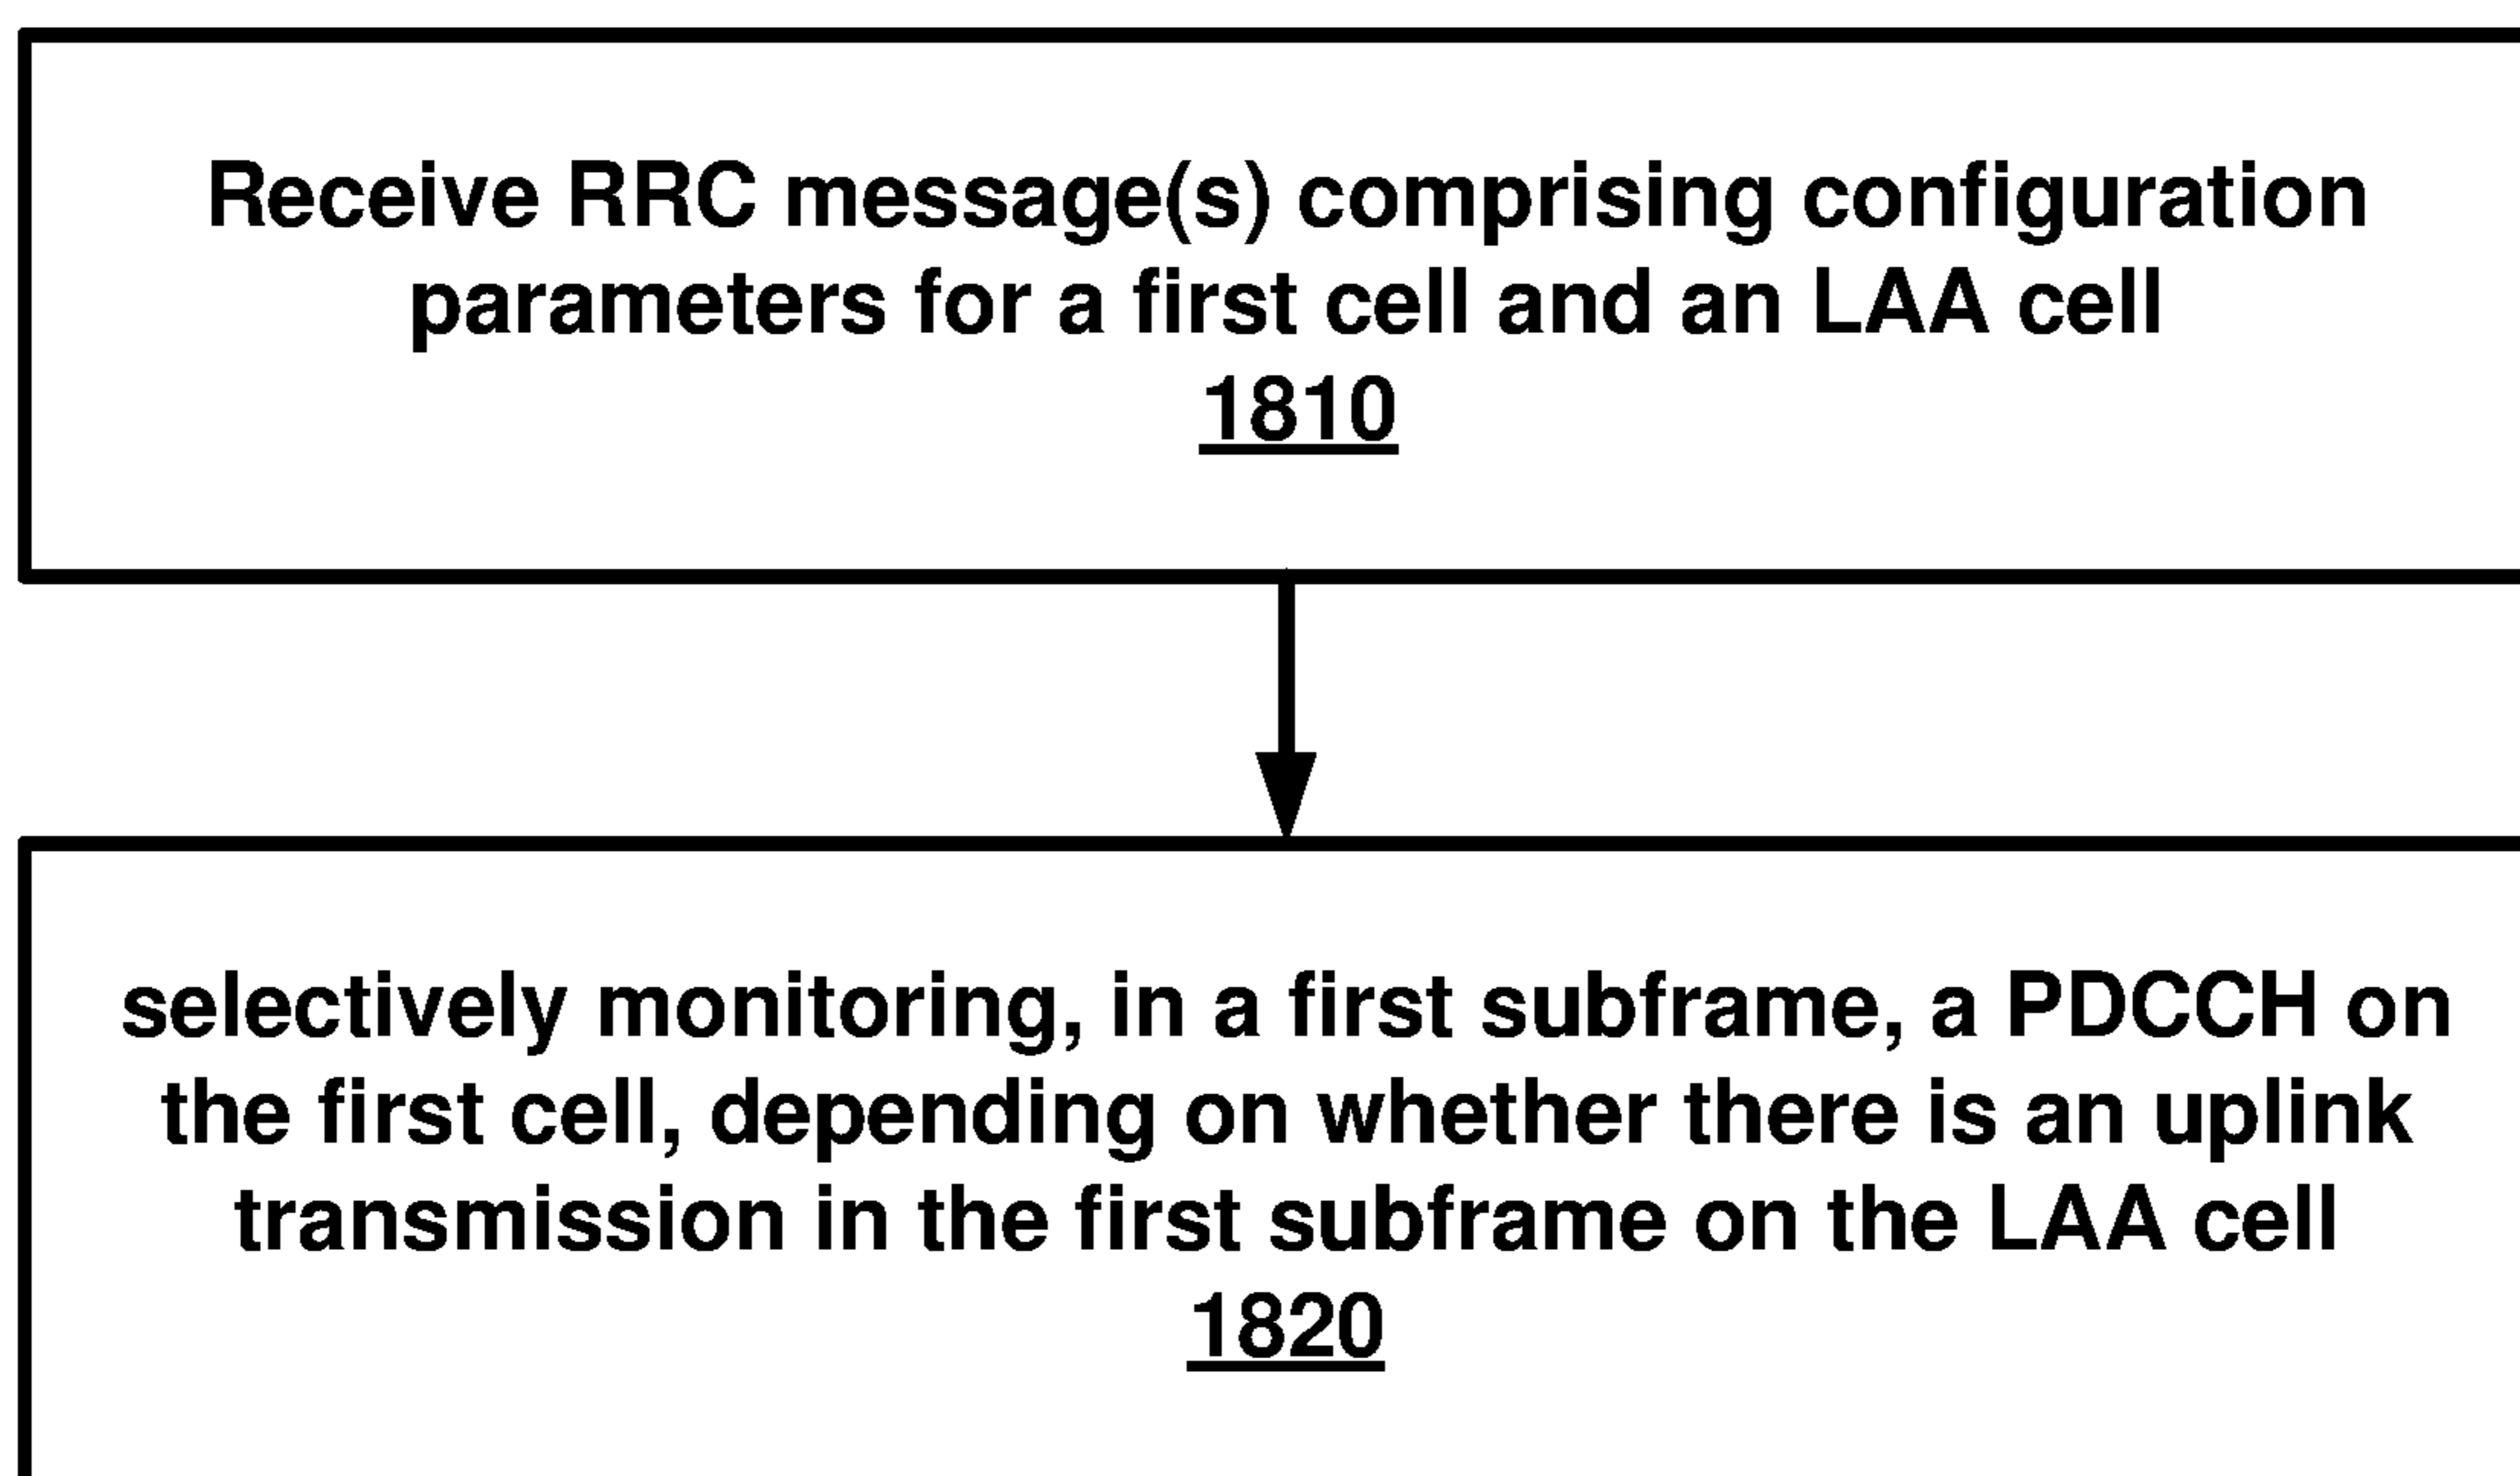 Receive RRC message(s) comprising configuration
parameters for a first cell and an LAA cell
1810
selectively monitoring, in a first subframe, a PDCCH on
the first cell, depending on whether there is an uplink
transmission in the first subframe on the LAA cell
1820